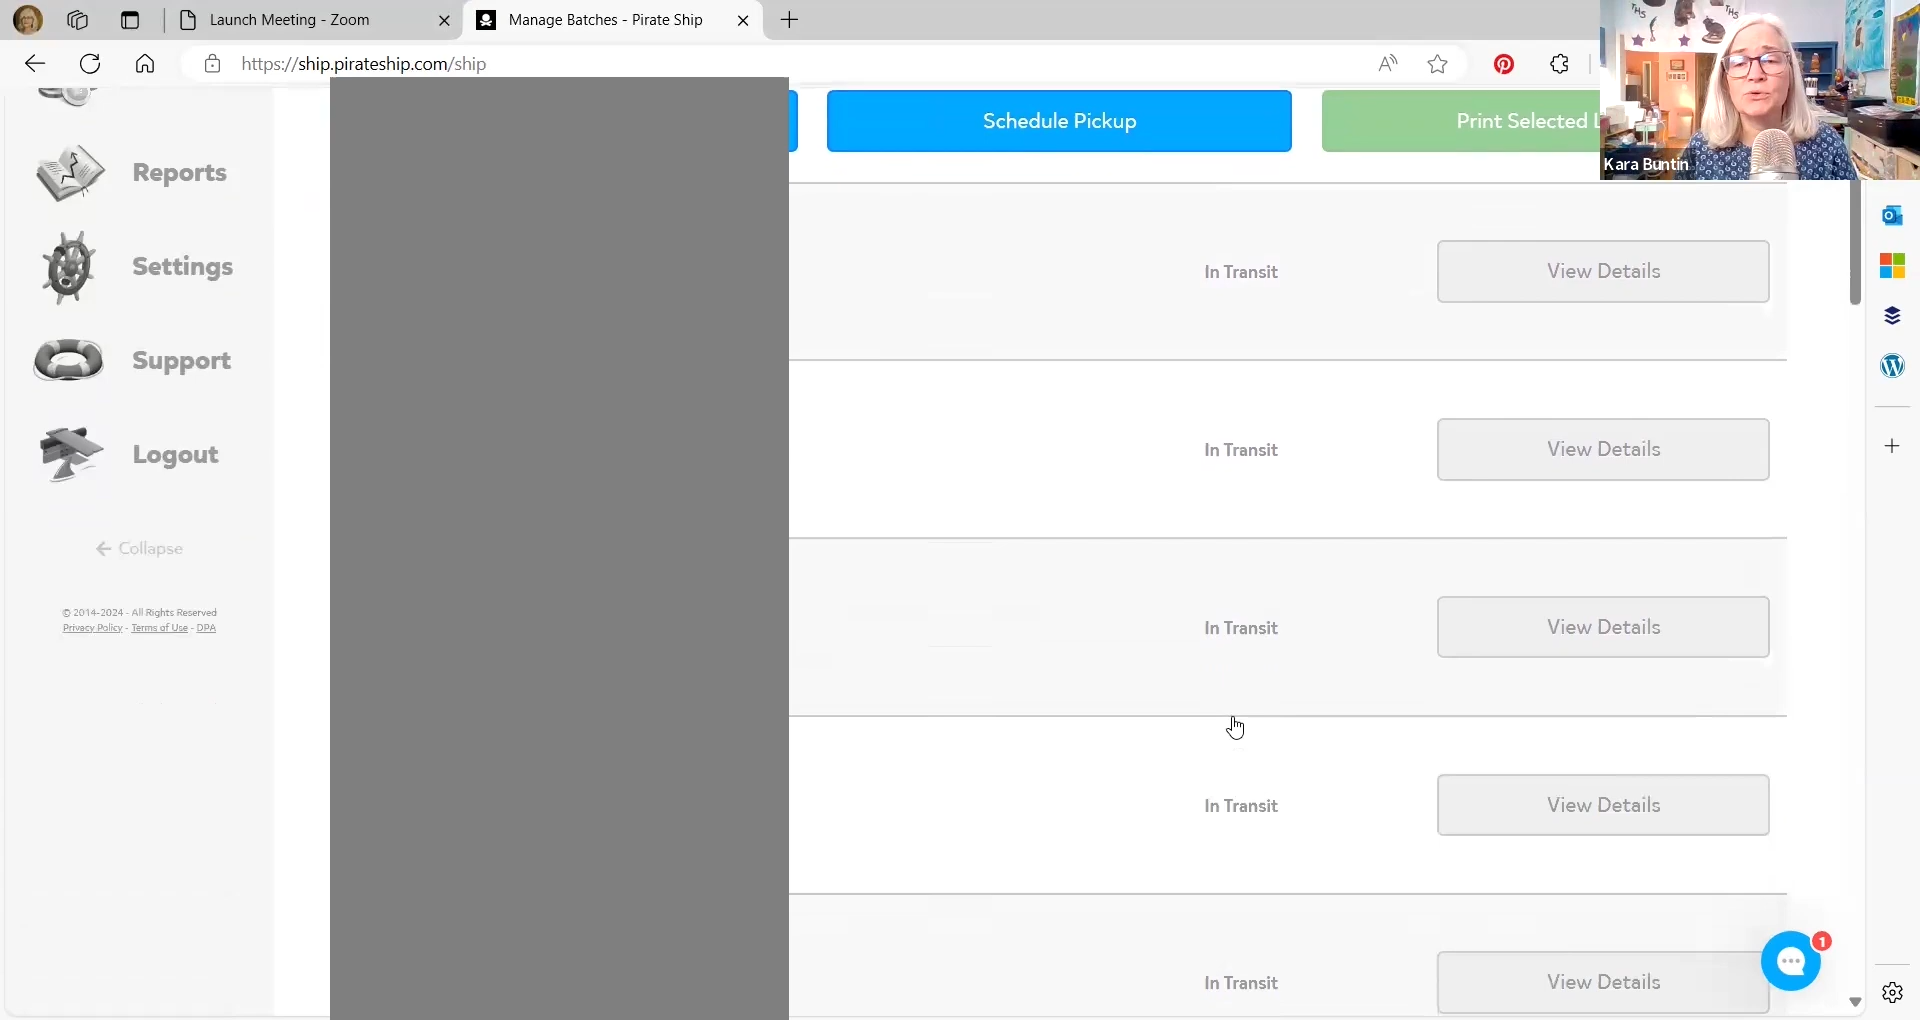 Launch Meeting - Zoom
Manage Batches - Pirate Ship
https://ship.pirateship.com/ship
THS
THS
Kara Buntin
Schedule Pickup
Print Selected
Reports
Settings
Support
Logout
Collapse
© 2014-2024 - All Rights Reserved
Privacy Policy - Terms of Use - DPA
In Transit
View Details
In Transit
View Details
In Transit
View Details
In Transit
View Details
In Transit
View Details
1